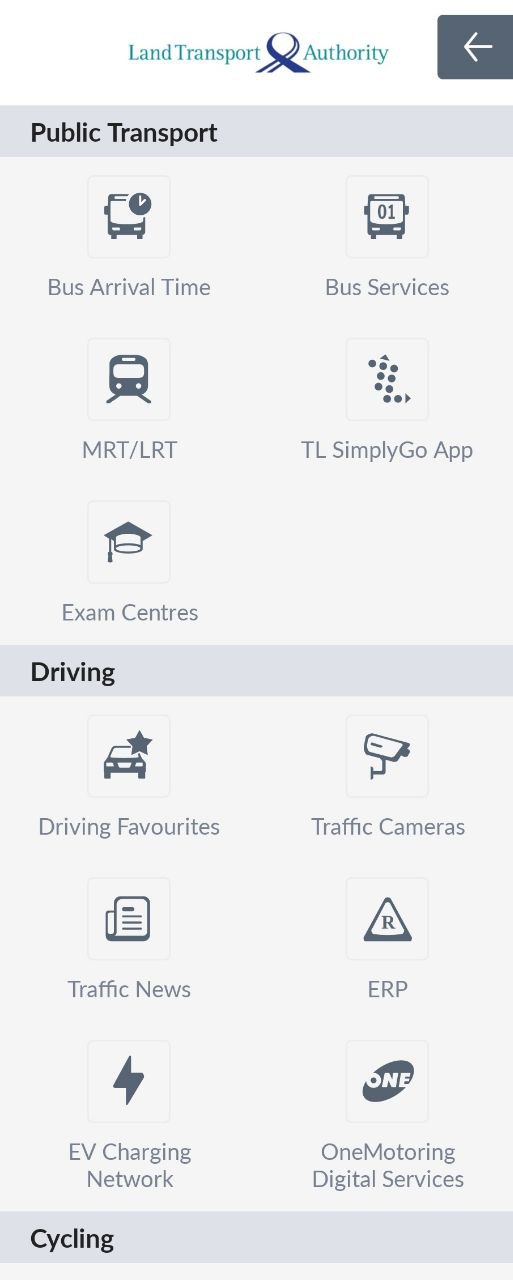 Land Transport Authority
Public Transport
01
Bus Arrival Time
Bus Services
MRT/LRT
TL SimplyGo App
Exam Centres
Driving
Driving Favourites
Traffic Cameras
R
Traffic News
ERP
ONE
EV Charging
Network
OneMotoring
Digital Services
Cycling